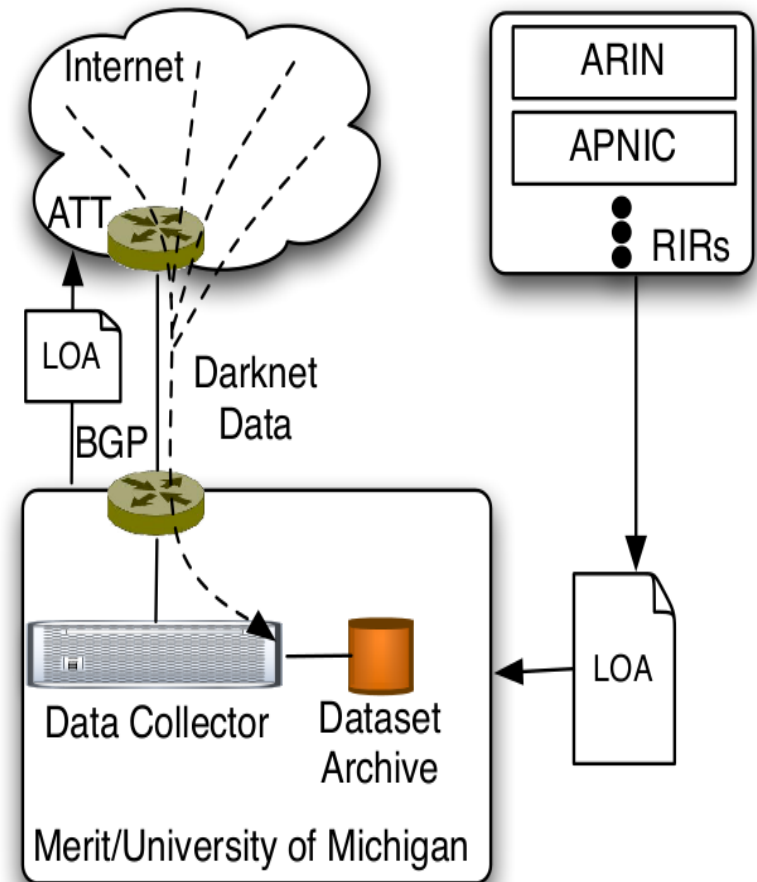 Internet
ATT
LOA
BGP
Darknet
Data
Data Collector
Dataset
Archive
Merit/University of Michigan
ARIN
APNIC
RIRs
LOA